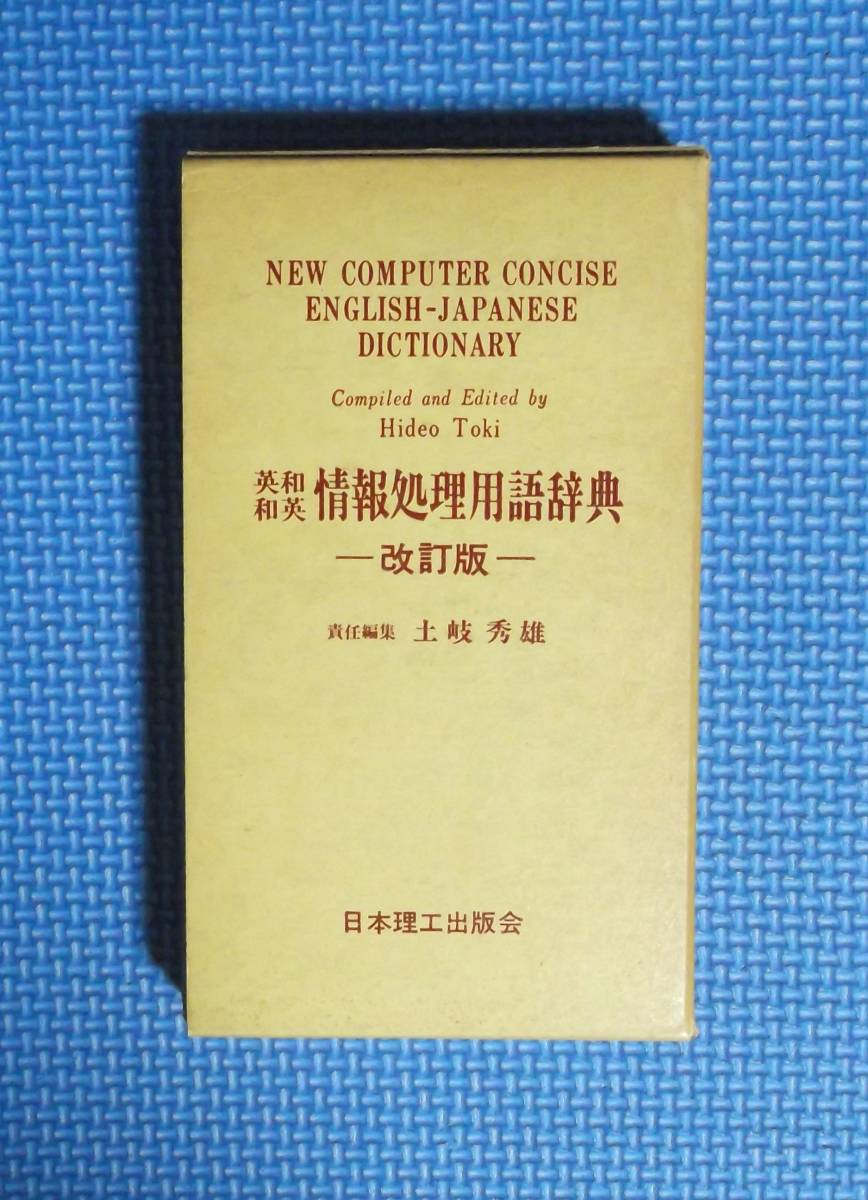 NEW COMPUTER CONCISE
ENGLISH-JAPANESE
DICTIONARY
Compiled and Edited by
Hideo Toki
英和
和英 情報処理用語辞典
—改訂版—
責任編集 土岐秀雄
日本理工出版会